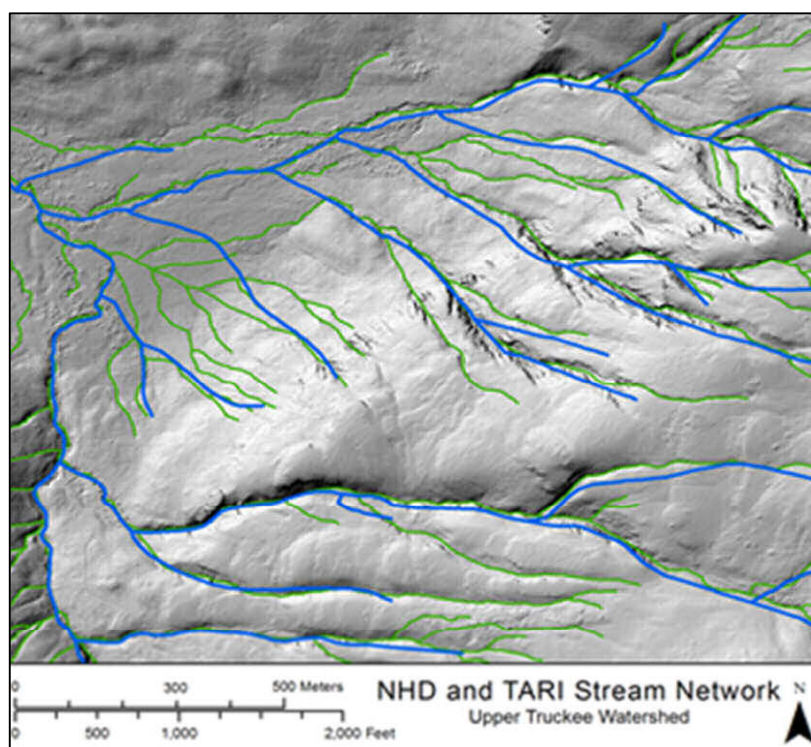 0 300 500 Meters
0 500 1,000 2,000 Feet
NHD and TARI Stream Network
Upper Truckee Watershed
N